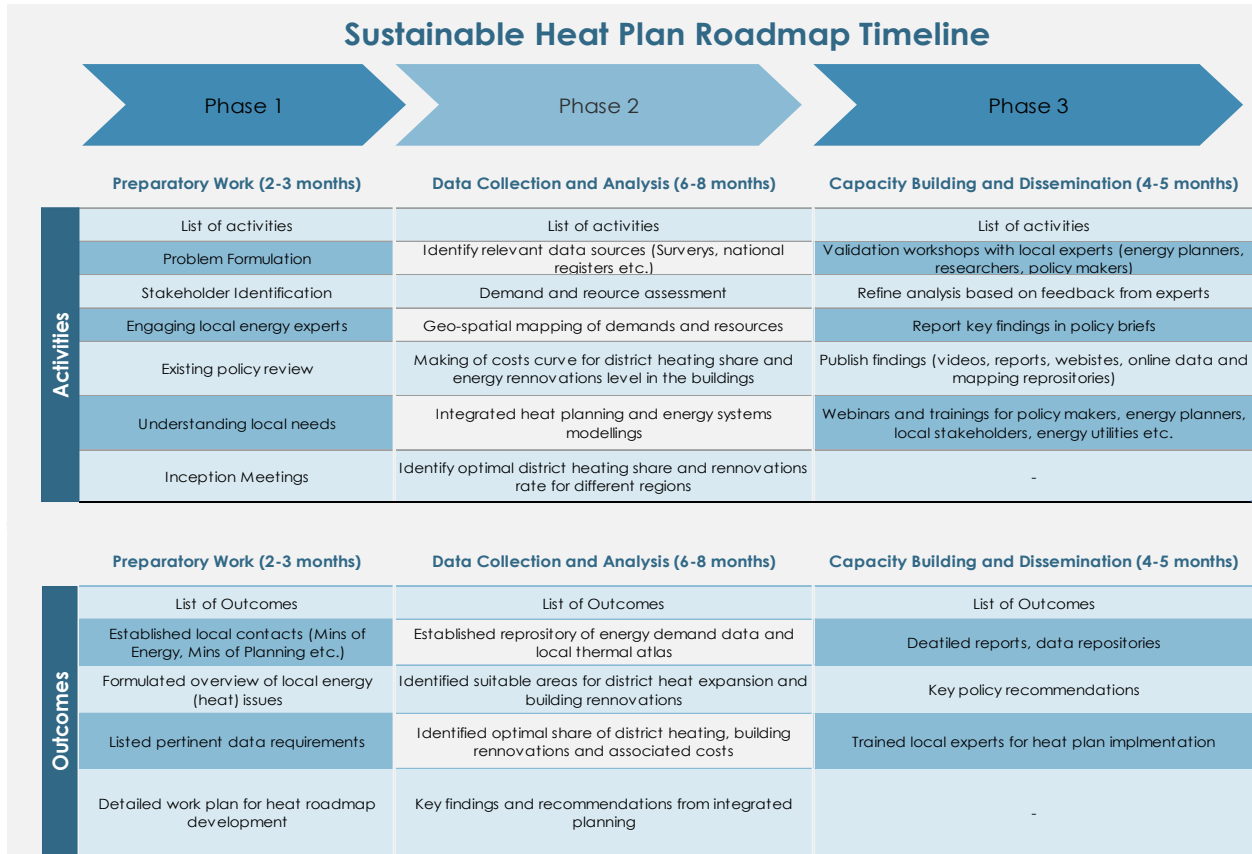 Sustainable Heat Plan Roadmap Timeline
Phase 1
Phase 2
Phase 3
Preparatory Work (2-3 months)
Data Collection and Analysis (6-8 months)
Capacity Building and Dissemination (4-5 months)
Activities
List of activities
List of activities
List of activities
Problem Formulation
Identify relevant data sources (Surverys, national
registers etc.)
Validation workshops with local experts (energy planners,
researchers, policy makers)
Stakeholder Identification
Demand and reource assessment
Refine analysis based on feedback from experts
Engaging local energy experts
Geo-spatial mapping of demands and resources
Report key findings in policy briefs
Existing policy review
Making of costs curve for district heating share and
energy rennovations level in the buildings
Publish findings (videos, reports, webistes, online data and
mapping reprositories)
Understanding local needs
Integrated heat planning and energy systems
modellings
Webinars and trainings for policy makers, energy planners,
local stakeholders, energy utilities etc.
Inception Meetings
Identify optimal district heating share and rennovations
rate for different regions
-
Preparatory Work (2-3 months)
Data Collection and Analysis (6-8 months)
Capacity Building and Dissemination (4-5 months)
Outcomes
List of Outcomes
List of Outcomes
List of Outcomes
Established local contacts (Mins of
Energy, Mins of Planning etc.)
Established reprository of energy demand data and
local thermal atlas
Deatiled reports, data repositories
Formulated overview of local energy
(heat) issues
Identified suitable areas for district heat expansion and
building rennovations
Key policy recommendations
Listed pertinent data requirements
Identified optimal share of district heating, building
rennovations and associated costs
Trained local experts for heat plan implmentation
Detailed work plan for heat roadmap
development
Key findings and recommendations from integrated
planning
-